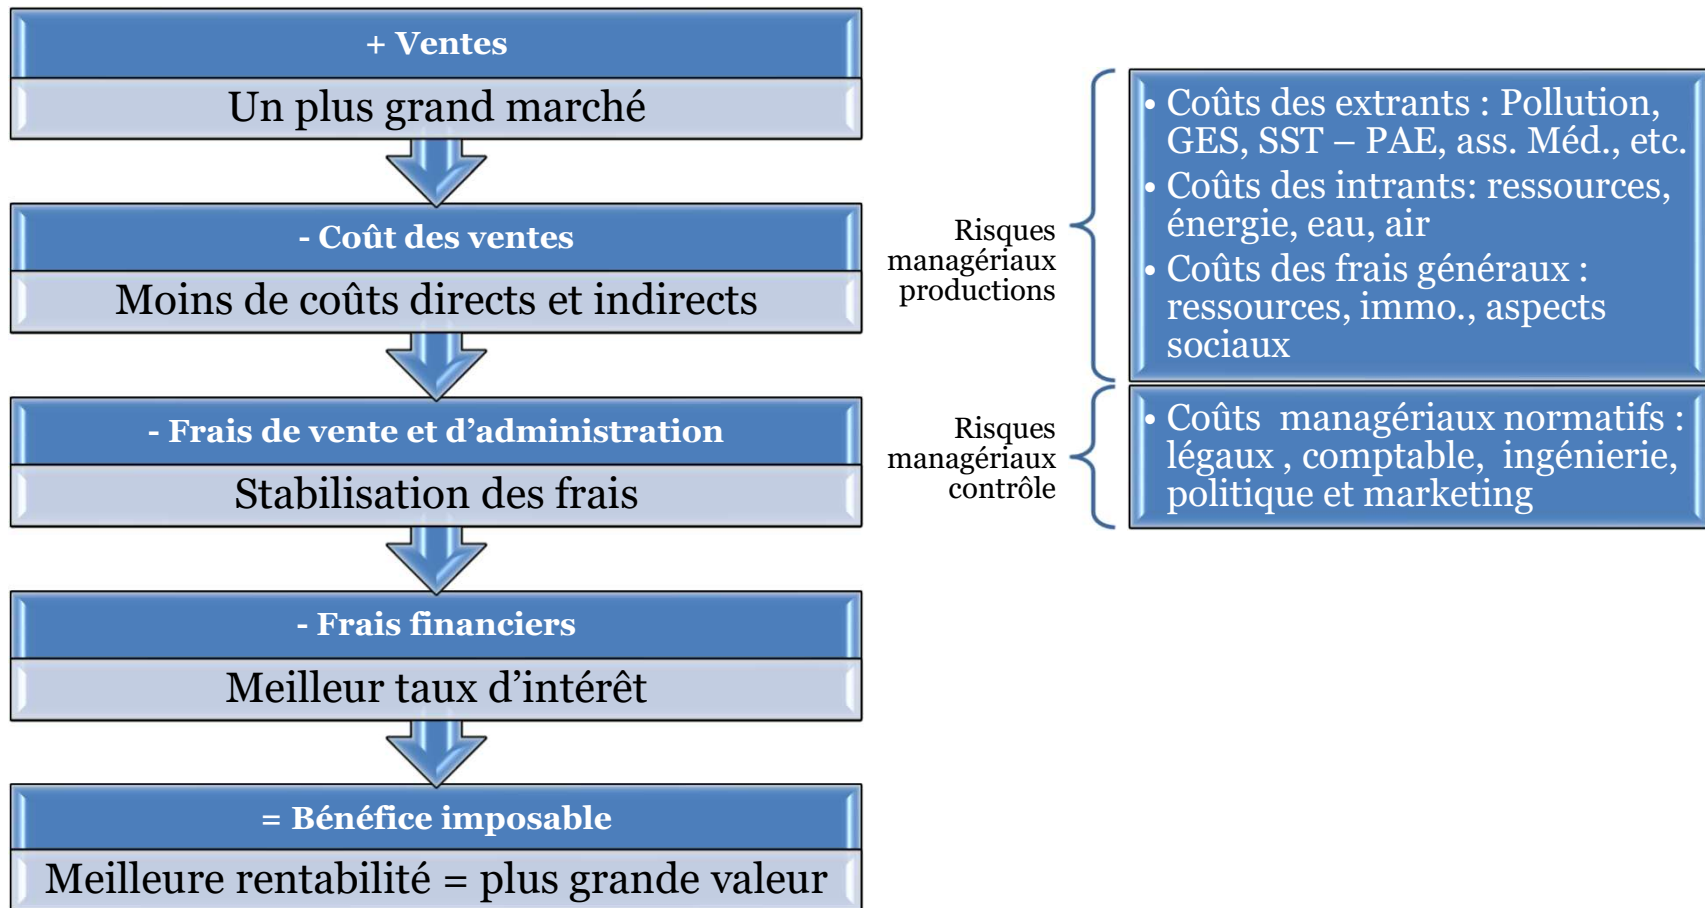 + Ventes
Un plus grand marché
- Coût des ventes
Moins de coûts directs et indirects
- Frais de vente et d’administration
Stabilisation des frais
- Frais financiers
Meilleur taux d’intérêt
= Bénéfice imposable
Meilleure rentabilité = plus grande valeur
Risques
managériaux
productions
• Coûts des extrants : Pollution,
GES, SST – PAE, ass. Méd., etc.
• Coûts des intrants: ressources,
énergie, eau, air
• Coûts des frais généraux :
ressources, immo., aspects
sociaux
Risques
managériaux
contrôle
• Coûts  managériaux normatifs :
légaux , comptable,  ingénierie,
politique et marketing